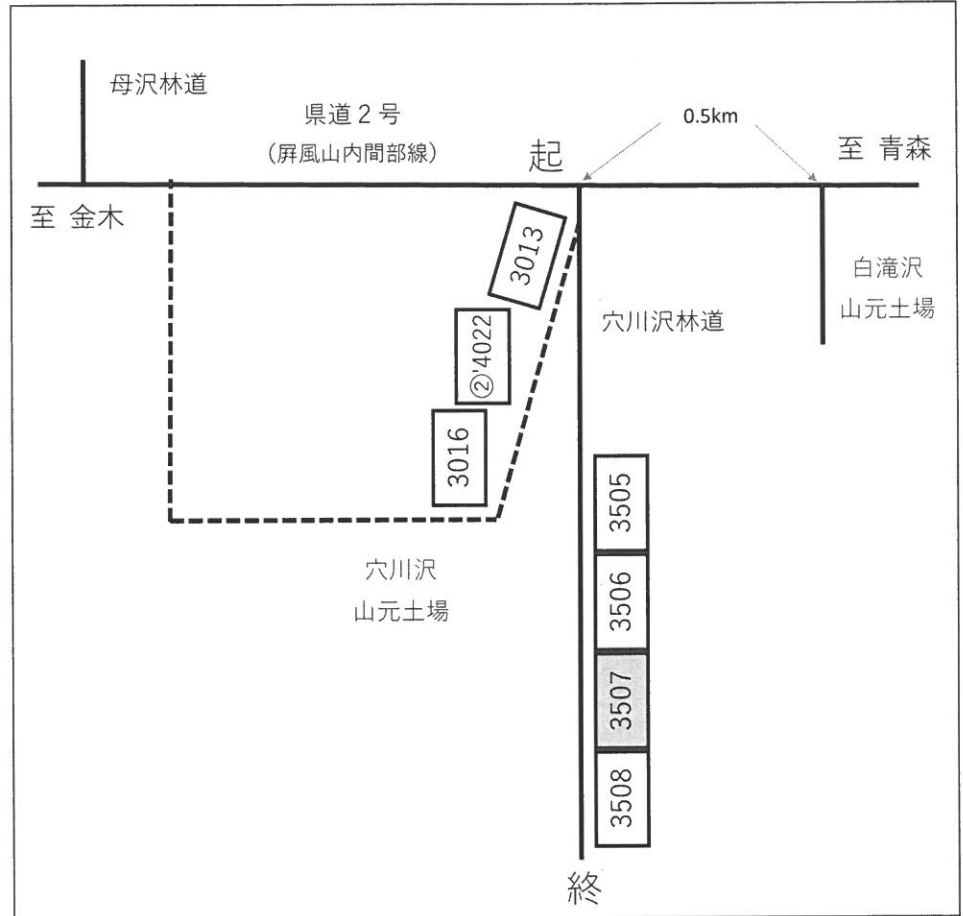 母沢林道
県道２号
（屛風山内間部線）
0.5km
起
至 青森
至 金木
3013
白滝沢
山元土場
穴川沢林道
②'4022
3016
3505
3506
3507
3508
穴川沢
山元土場
終